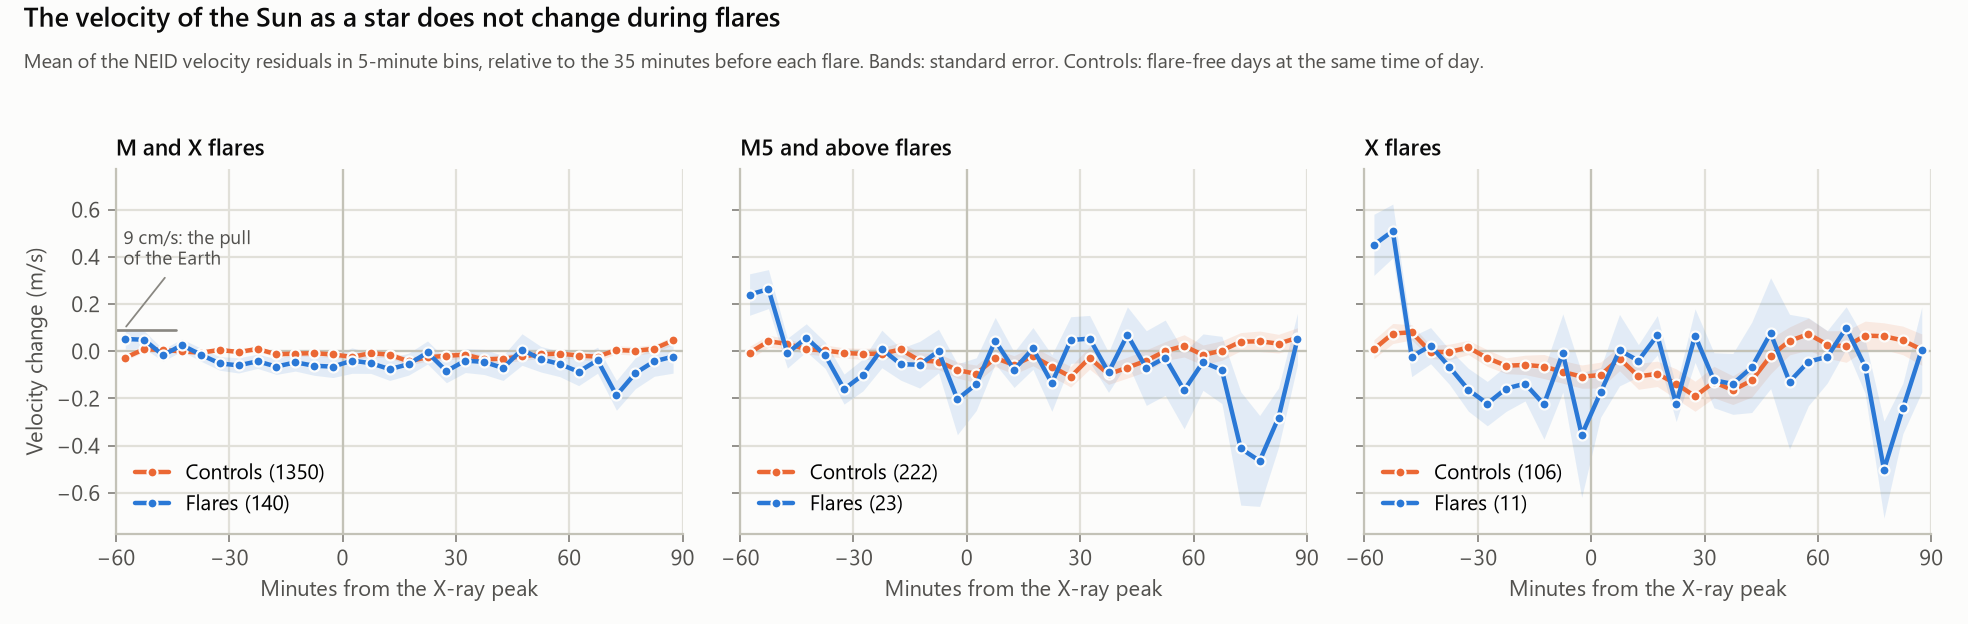 The velocity of the Sun as a star does not change during flares
Mean of the NEID velocity residuals in 5-minute bins, relative to the 35 minutes before each flare. Bands: standard error. Controls: flare-free days at the same time of day.
M and X flares
Velocity change (m/s)
0.6
0.4
0.2
0.0
−0.2
−0.4
−0.6
9 cm/s: the pull
of the Earth
Controls (1350)
Flares (140)
−60 −30 0 30 60 90
Minutes from the X-ray peak
M5 and above flares
Controls (222)
Flares (23)
−60 −30 0 30 60 90
Minutes from the X-ray peak
X flares
Controls (106)
Flares (11)
−60 −30 0 30 60 90
Minutes from the X-ray peak